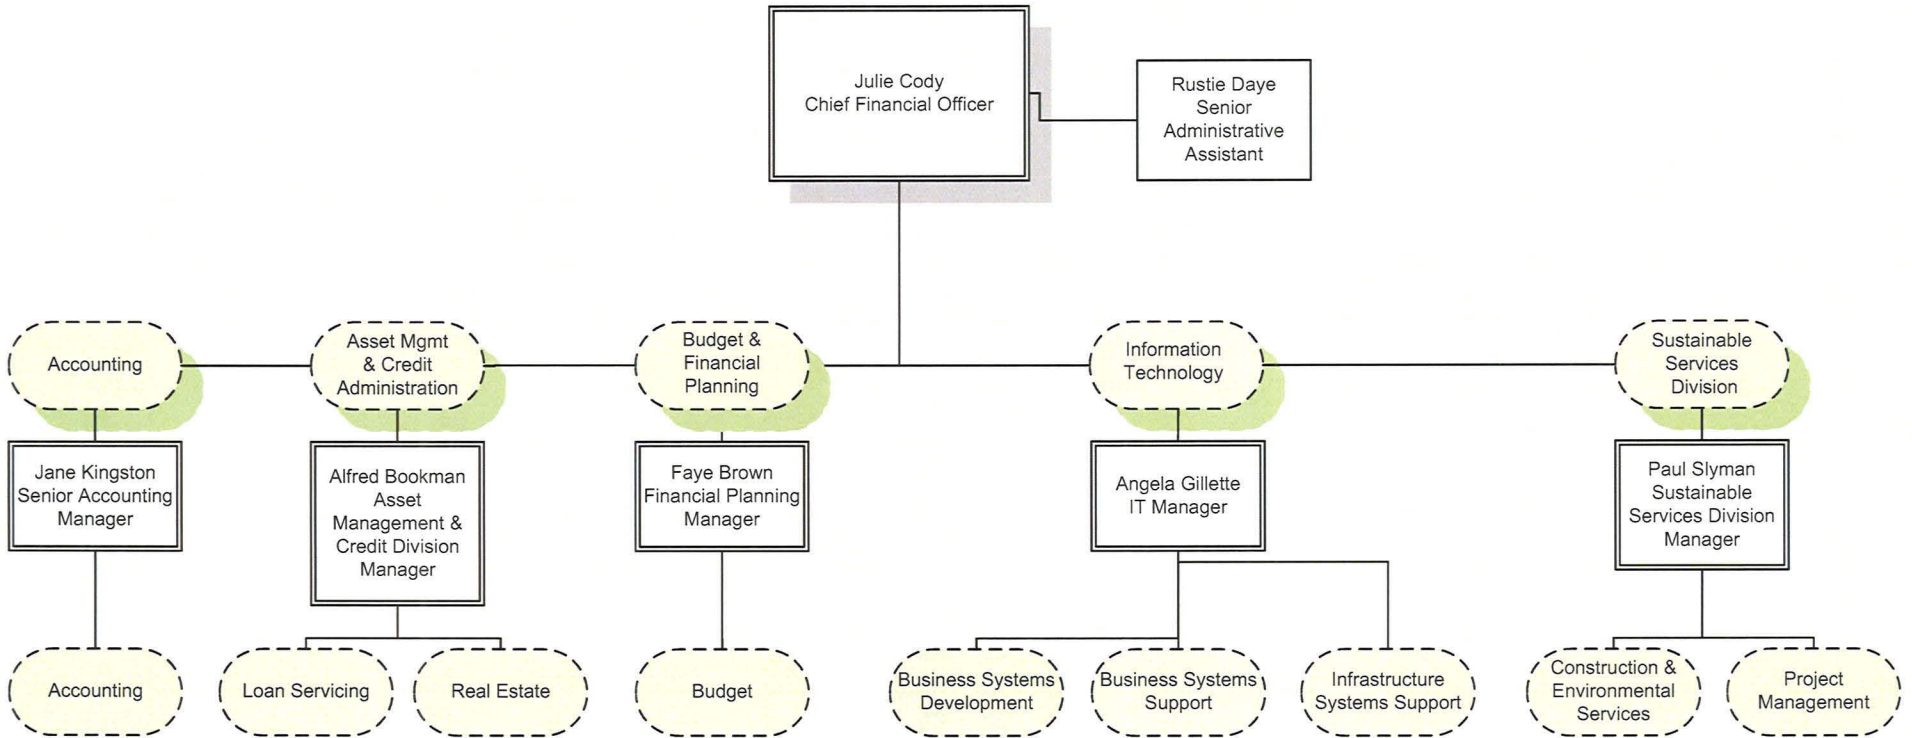 Julie Cody
Chief Financial Officer
Rustie Daye
Senior
Administrative
Assistant
Accounting
Asset Mgmt
& Credit
Administration
Budget &
Financial
Planning
Information
Technology
Sustainable
Services
Division
Jane Kingston
Senior Accounting
Manager
Alfred Bookman
Asset
Management &
Credit Division
Manager
Faye Brown
Financial Planning
Manager
Angela Gillette
IT Manager
Paul Slyman
Sustainable
Services Division
Manager
Accounting
Loan Servicing
Real Estate
Budget
Business Systems
Development
Business Systems
Support
Infrastructure
Systems Support
Construction &
Environmental
Services
Project
Management